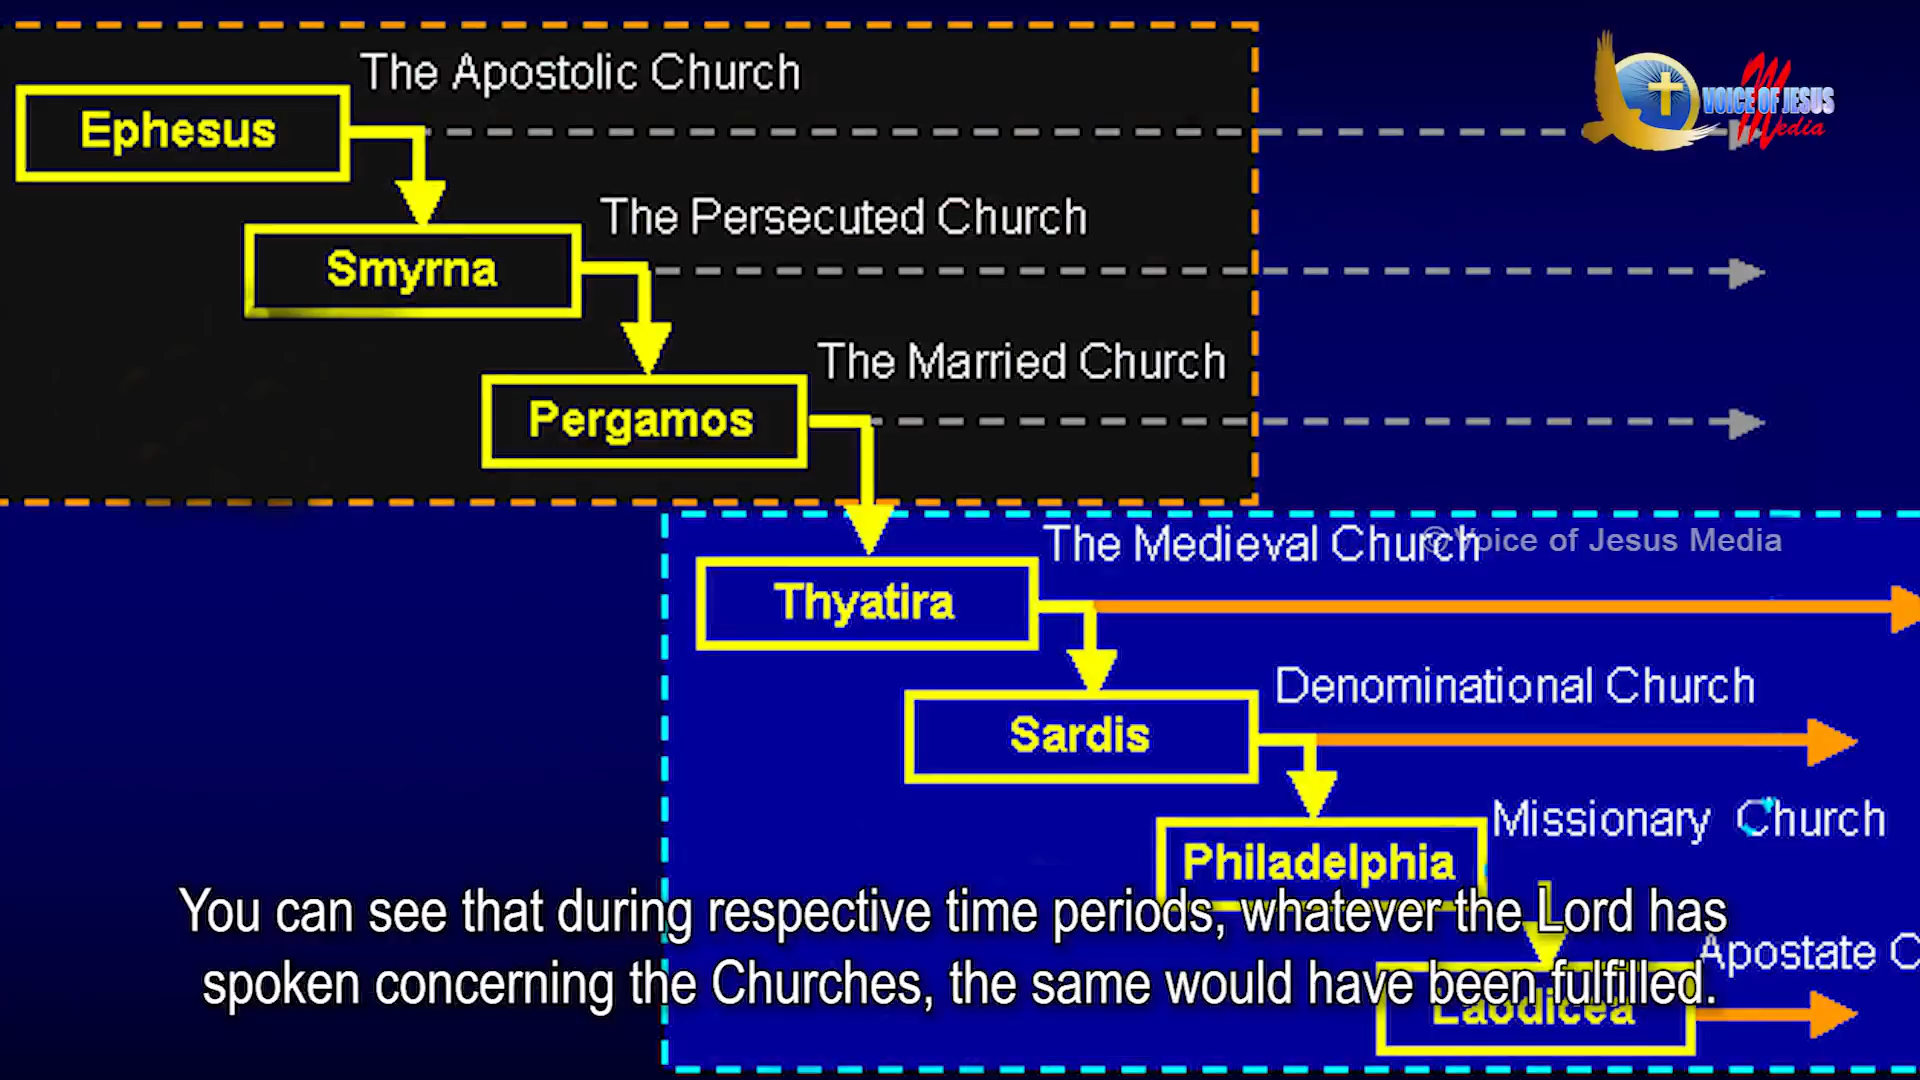 The Apostolic Church
Ephesus
VOICE OF JESUS
Media
The Persecuted Church
Smyrna
The Married Church
Pergamos
The Medieval Church
© Voice of Jesus Media
Thyatira
Denominational Church
Sardis
Missionary Church
Philadelphia
You can see that during respective time periods, whatever the Lord has
Apostate C
spoken concerning the Churches, the same would have been fulfilled.
Laodicea